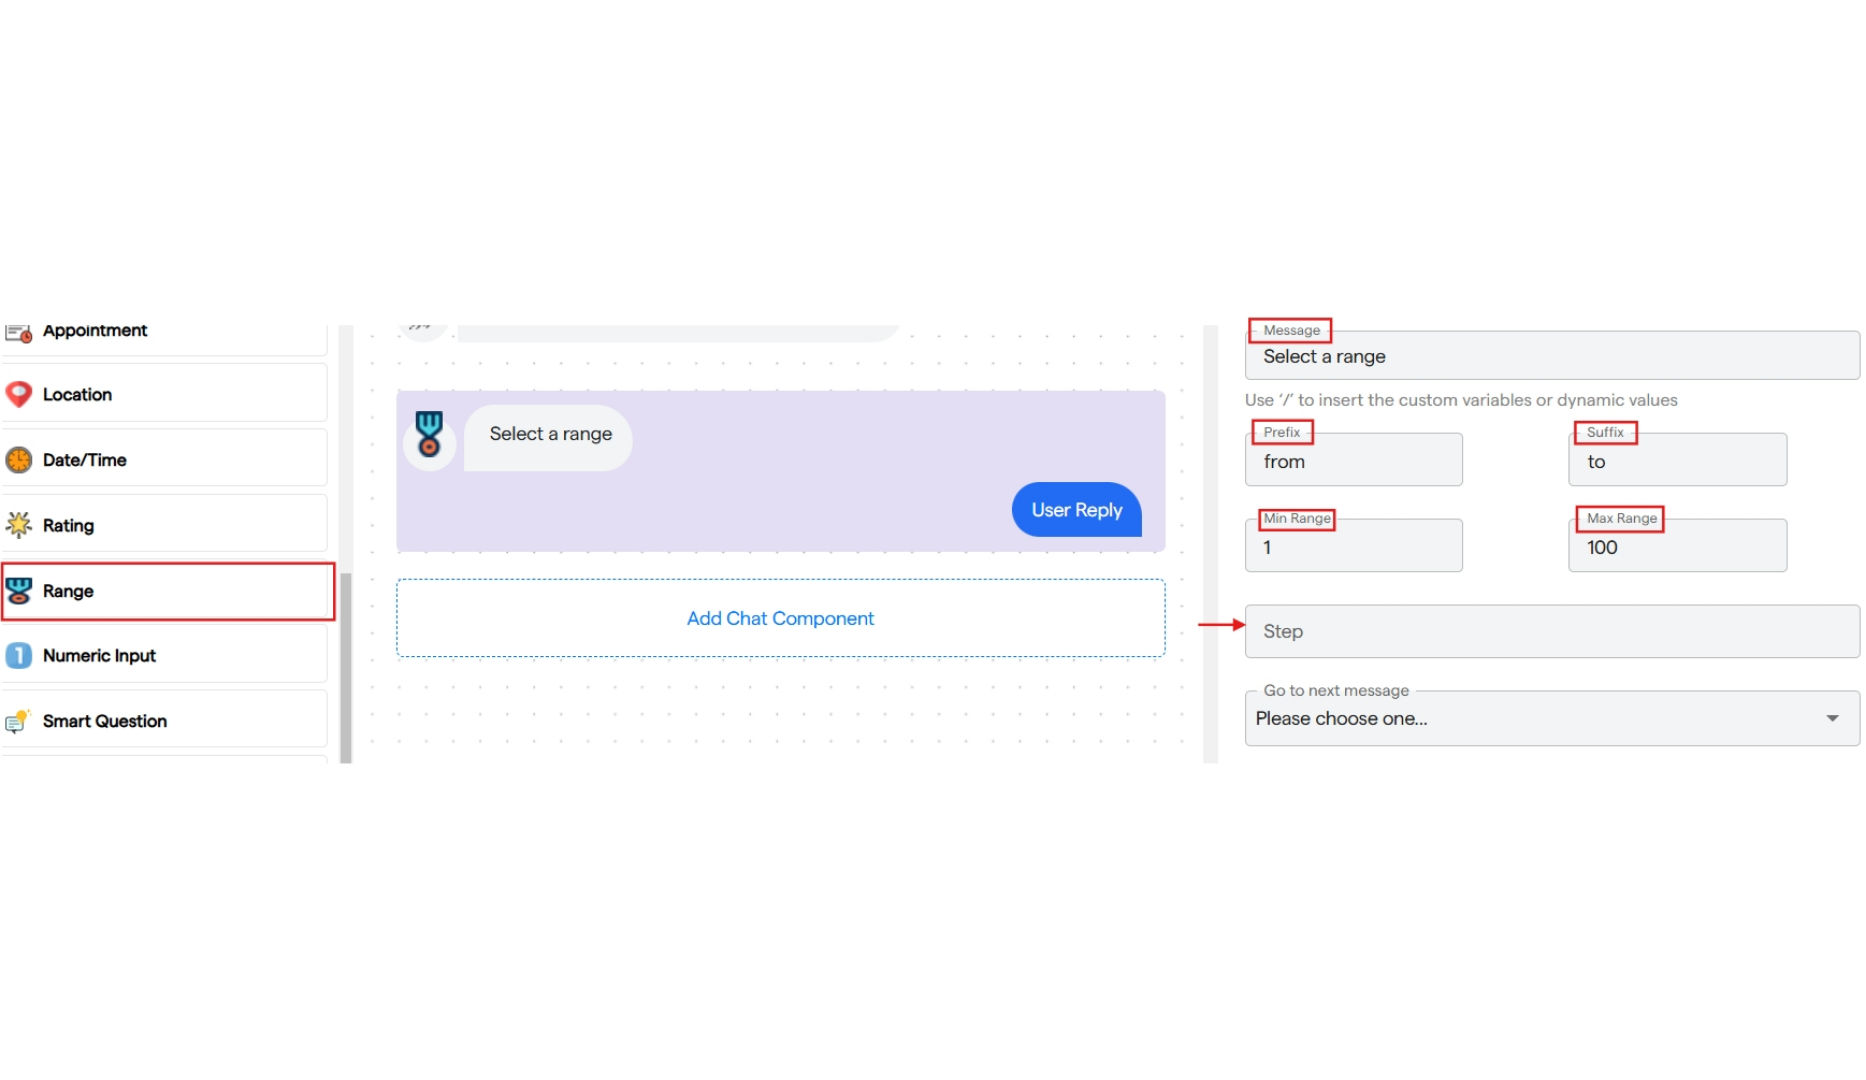 Appointment
Location
Date/Time
Rating
Range
Numeric Input
Smart Question
Select a range
User Reply
Add Chat Component
Message
Select a range
Use ‘/’ to insert the custom variables or dynamic values
Prefix
from
Suffix
to
Min Range
1
Max Range
100
Step
Go to next message
Please choose one...